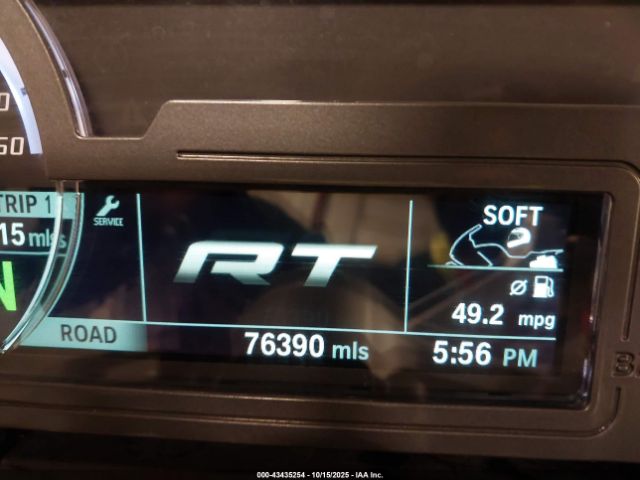 60
TRIP 1
SERVICE
SOFT
15 mls
RT
N
49.2 mpg
ROAD
76390 mls
5:56 PM
000-43435254 - 10/15/2025 - IAA Inc.